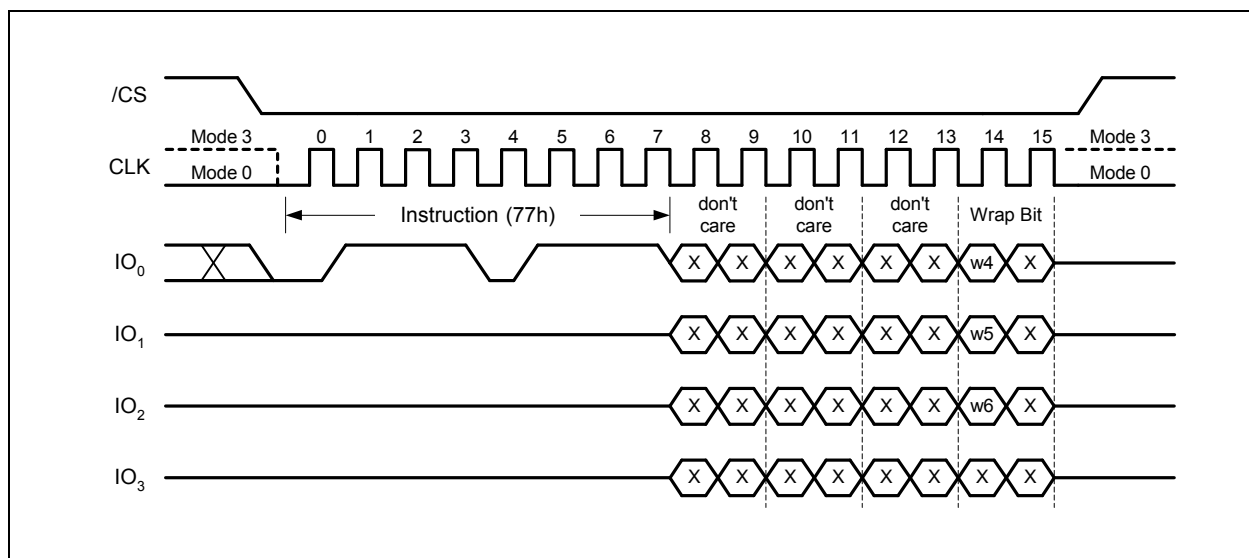 /CS
Mode 3 0 1 2 3 4 5 6 7 8 9 10 11 12 13 14 15 Mode 3
CLK Mode 0 Mode 0
Instruction (77h) don't care don't care don't care Wrap Bit
IO0 X X X X X X w4 X
IO1 X X X X X X w5 X
IO2 X X X X X X w6 X
IO3 X X X X X X X X